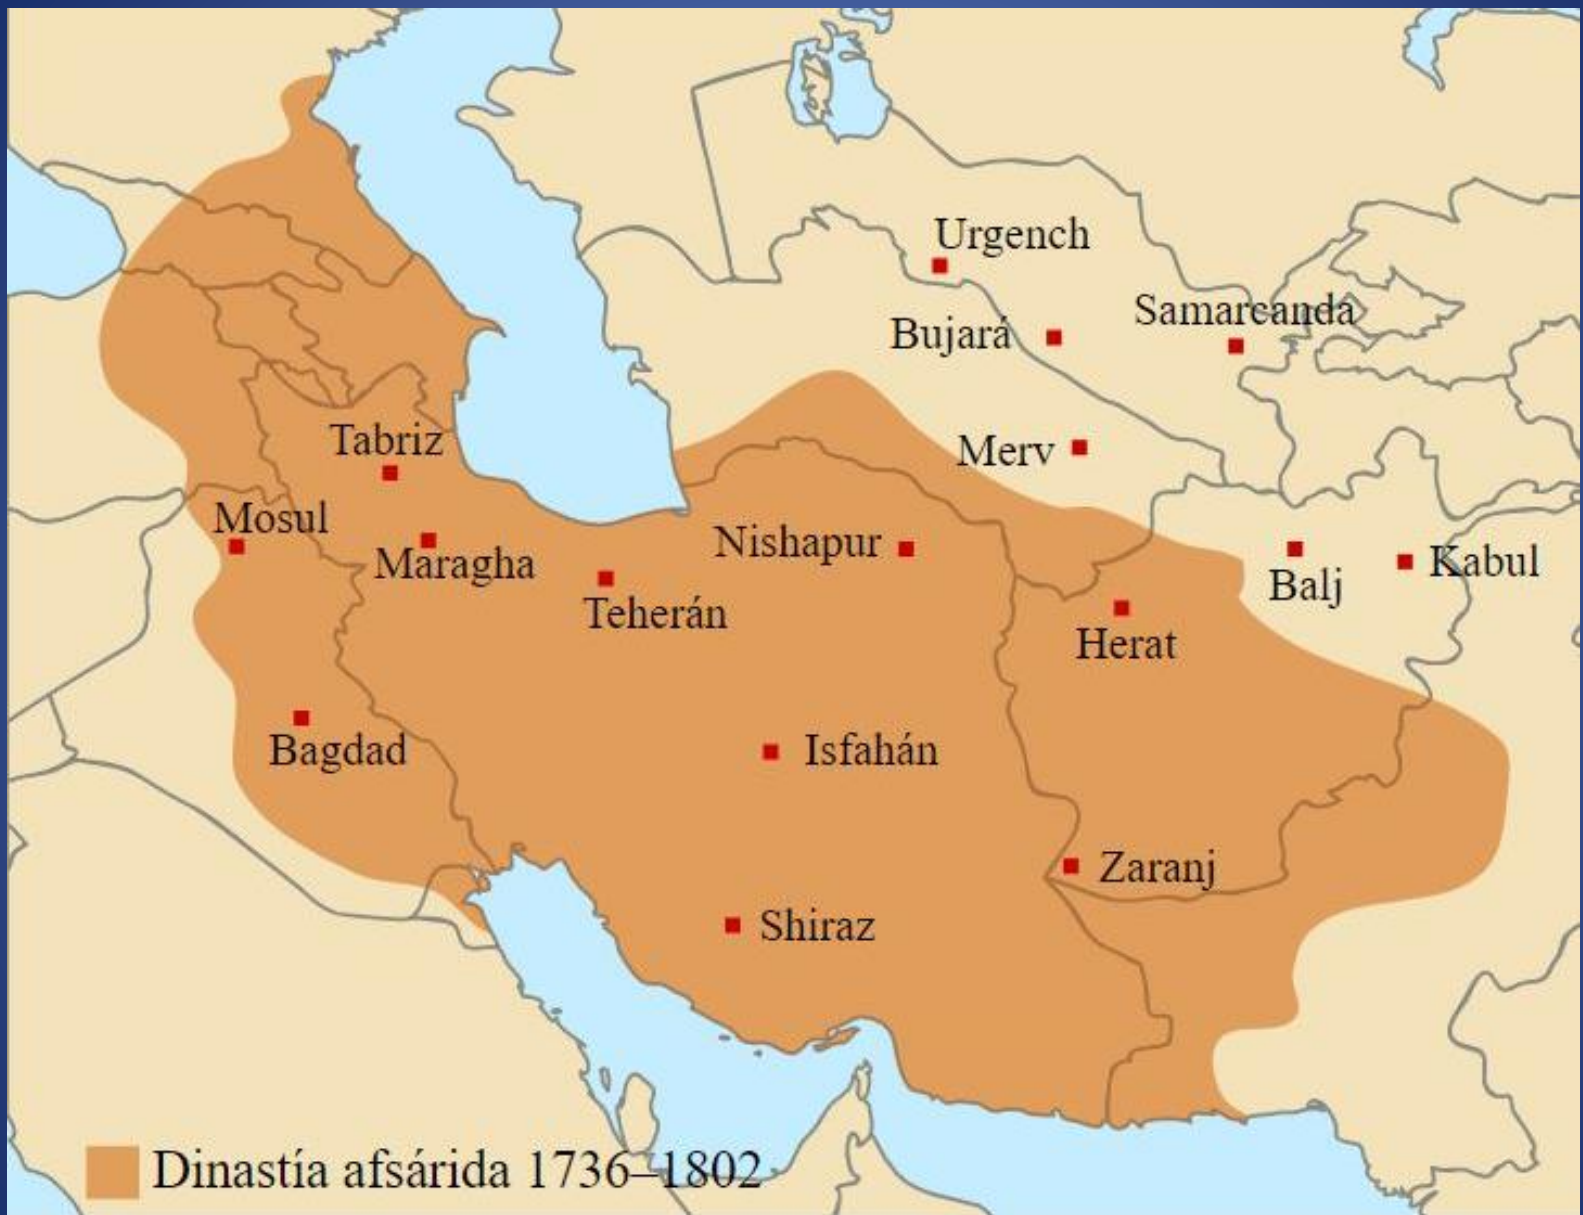 Urgench
Samarcanda
Bujará
Tabriz
Merv
Mosul
Nishapur
Maragha
Kabul
Balj
Teherán
Herat
Bagdad
Isfahán
Zaranj
Shiraz
Dinastía afsárida 1736–1802